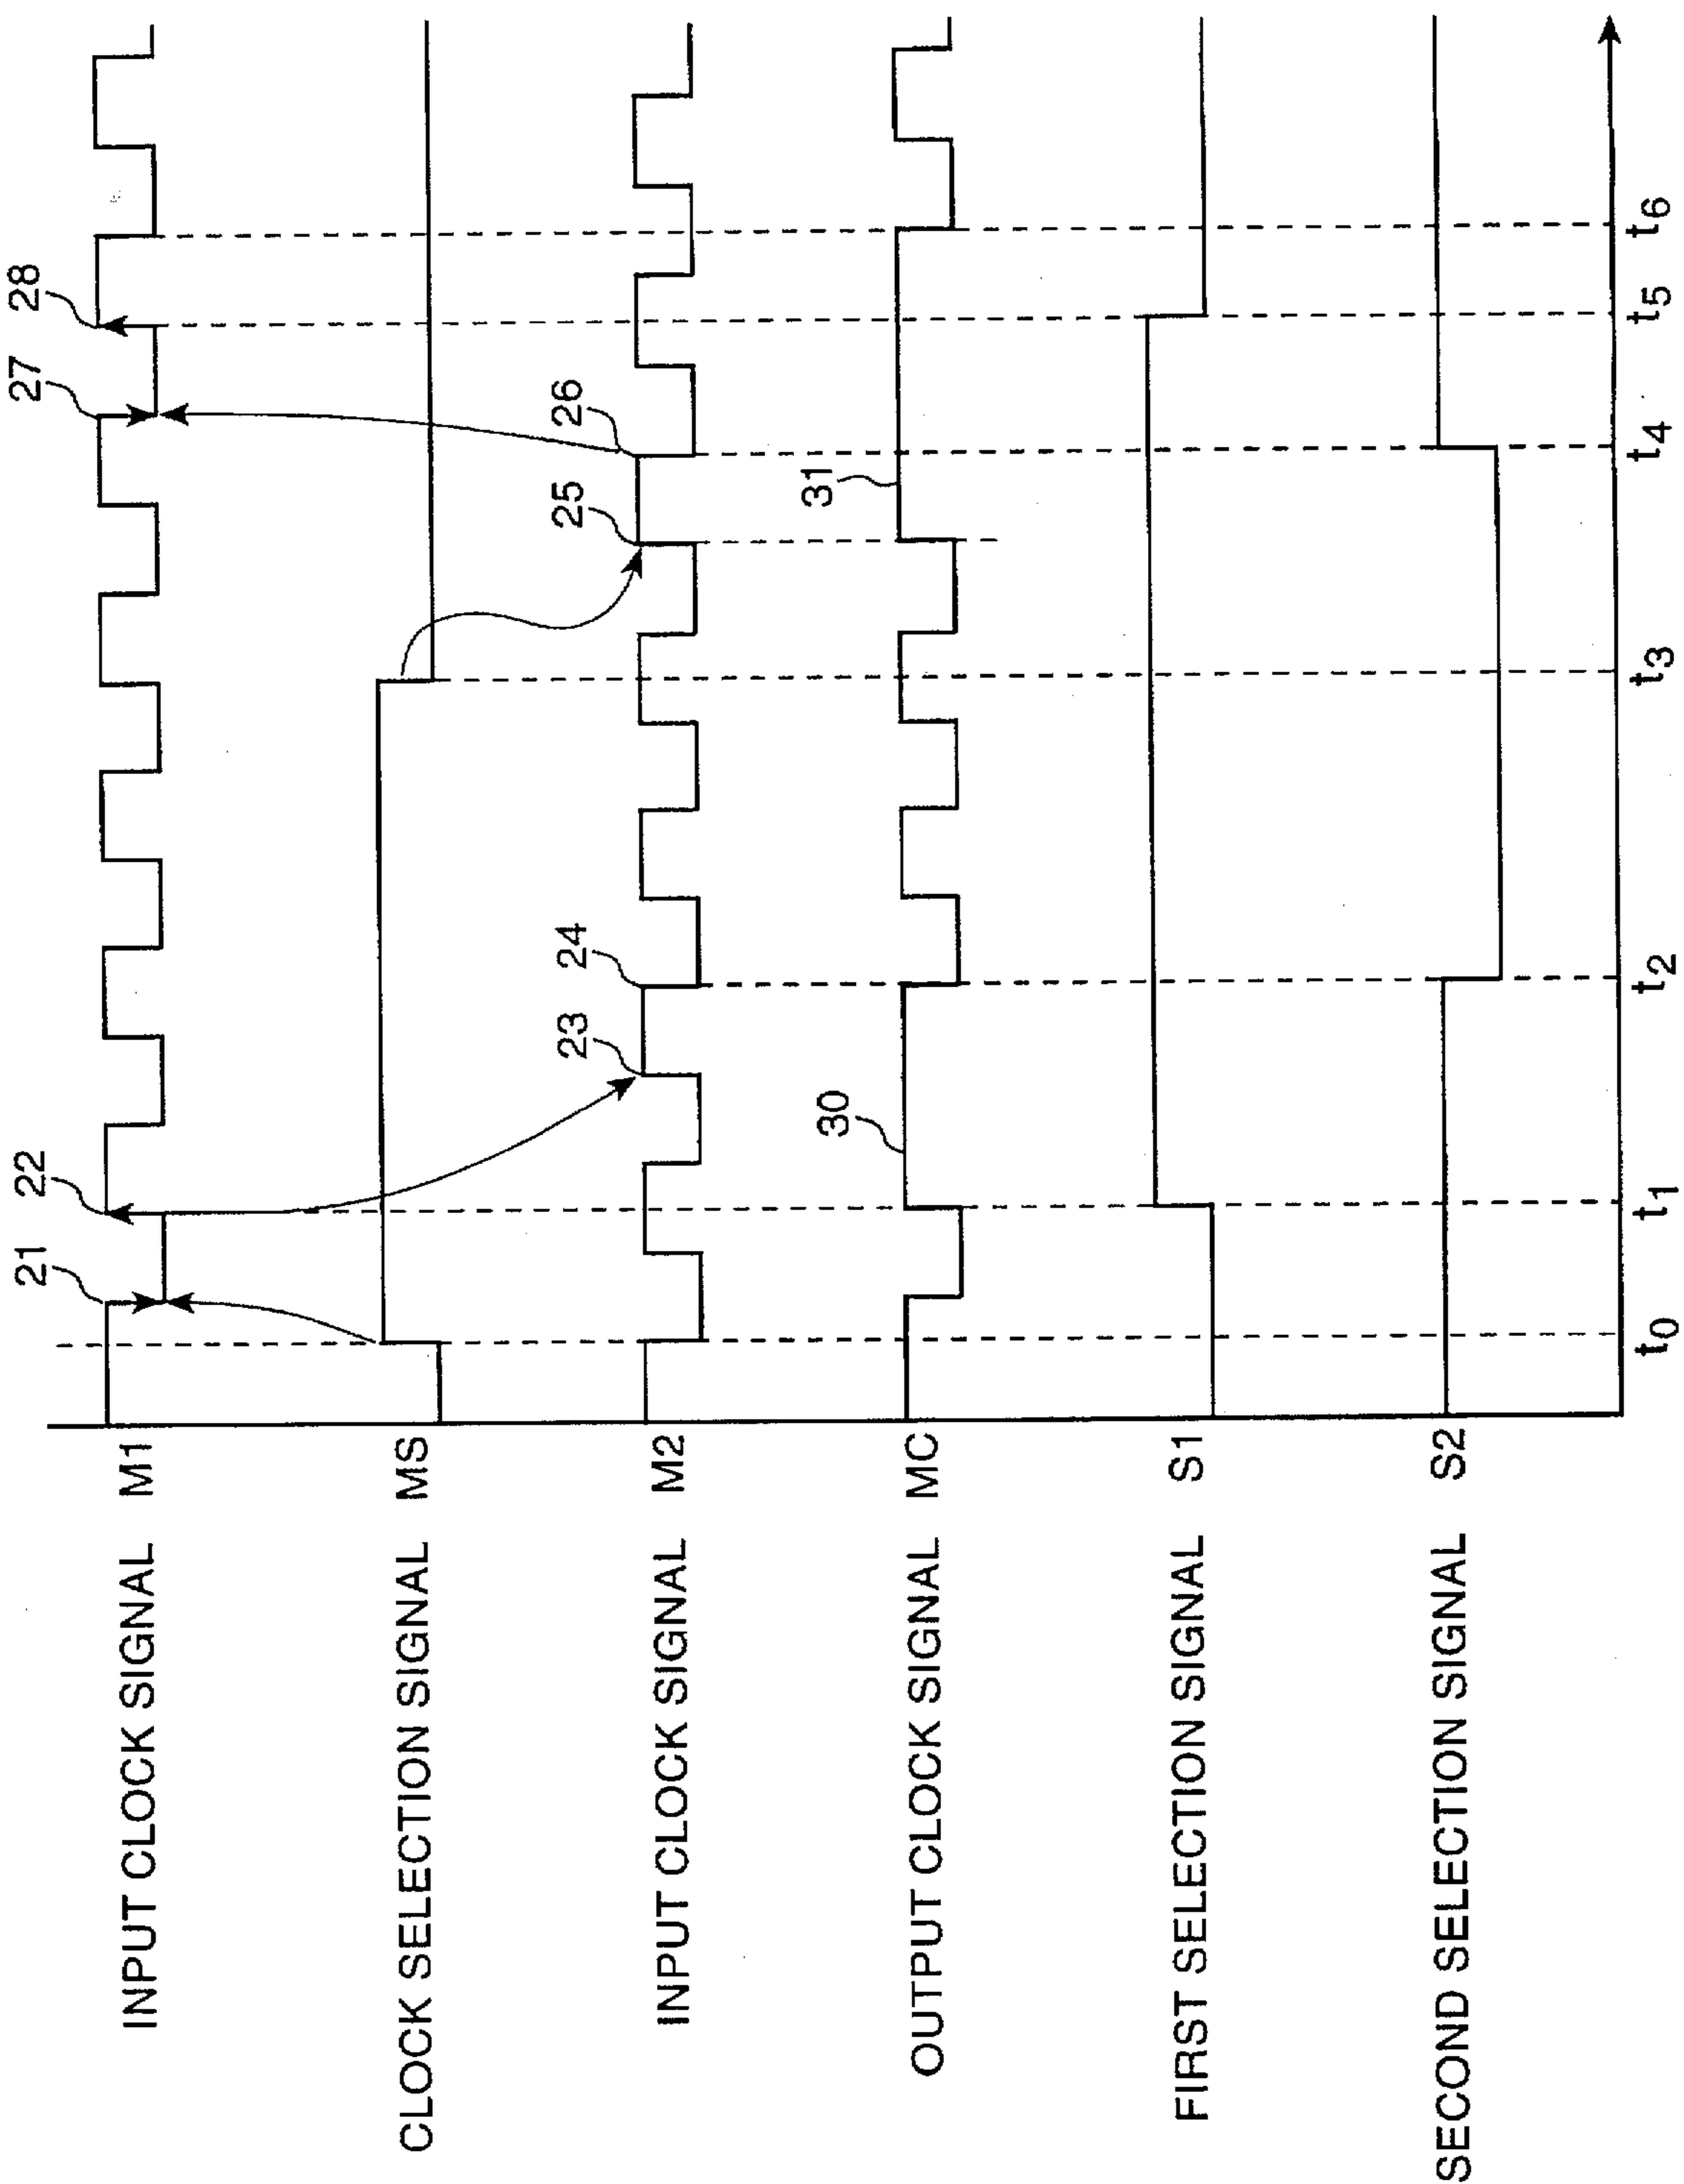 INPUT CLOCK SIGNAL M1
21
22
27
28
CLOCK SELECTION SIGNAL MS
INPUT CLOCK SIGNAL M2
23
24
25
26
OUTPUT CLOCK SIGNAL MC
30
31
FIRST SELECTION SIGNAL S1
SECOND SELECTION SIGNAL S2
t0 t1 t2 t3 t4 t5 t6